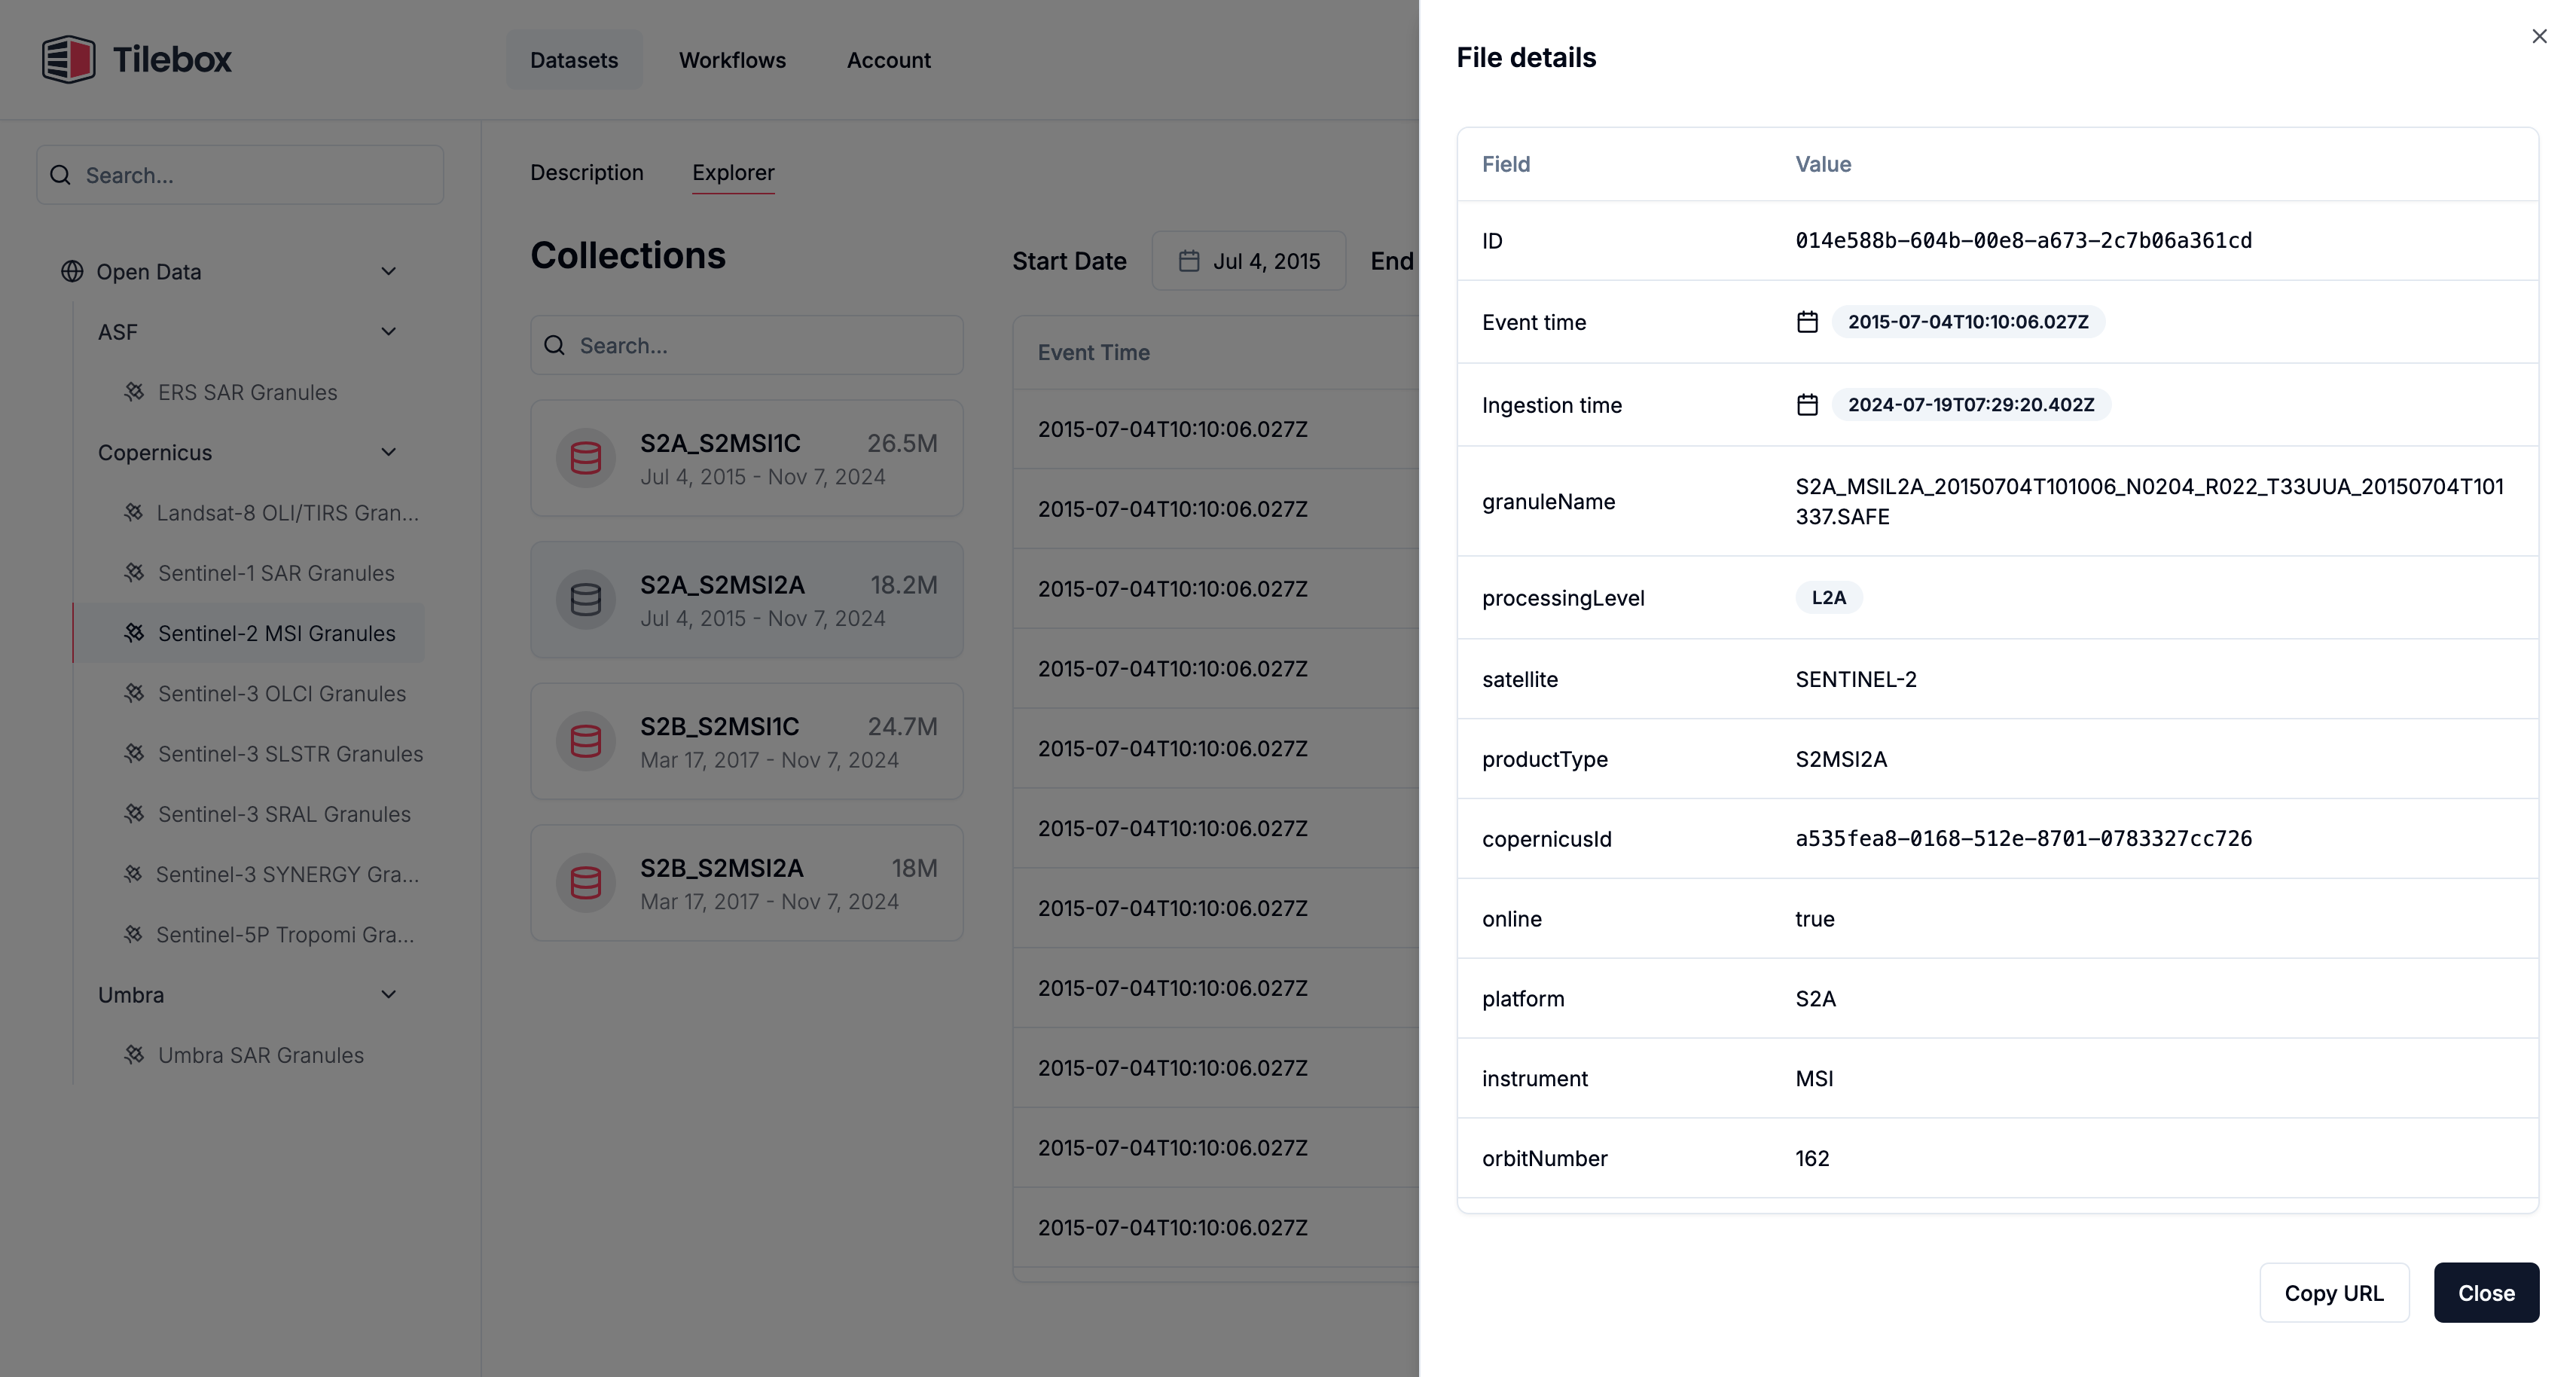 Tilebox
Datasets
Workflows
Account
Search...
Open Data
ASF
ERS SAR Granules
Copernicus
Landsat-8 OLI/TIRS Gran...
Sentinel-1 SAR Granules
Sentinel-2 MSI Granules
Sentinel-3 OLCI Granules
Sentinel-3 SLSTR Granules
Sentinel-3 SRAL Granules
Sentinel-3 SYNERGY Gra...
Sentinel-5P Tropomi Gra...
Umbra
Umbra SAR Granules
Description
Explorer
Collections
Search...
S2A_S2MSI1C 26.5M
Jul 4, 2015 - Nov 7, 2024
S2A_S2MSI2A 18.2M
Jul 4, 2015 - Nov 7, 2024
S2B_S2MSI1C 24.7M
Mar 17, 2017 - Nov 7, 2024
S2B_S2MSI2A 18M
Mar 17, 2017 - Nov 7, 2024
Start Date Jul 4, 2015 End
Event Time
2015-07-04T10:10:06.027Z
2015-07-04T10:10:06.027Z
2015-07-04T10:10:06.027Z
2015-07-04T10:10:06.027Z
2015-07-04T10:10:06.027Z
2015-07-04T10:10:06.027Z
2015-07-04T10:10:06.027Z
2015-07-04T10:10:06.027Z
2015-07-04T10:10:06.027Z
2015-07-04T10:10:06.027Z
2015-07-04T10:10:06.027Z
File details
Field Value
ID 014e588b-604b-00e8-a673-2c7b06a361cd
Event time 2015-07-04T10:10:06.027Z
Ingestion time 2024-07-19T07:29:20.402Z
granuleName S2A_MSIL2A_20150704T101006_N0204_R022_T33UUA_20150704T101
337.SAFE
processingLevel L2A
satellite SENTINEL-2
productType S2MSI2A
copernicusId a535fea8-0168-512e-8701-0783327cc726
online true
platform S2A
instrument MSI
orbitNumber 162
Copy URL
Close